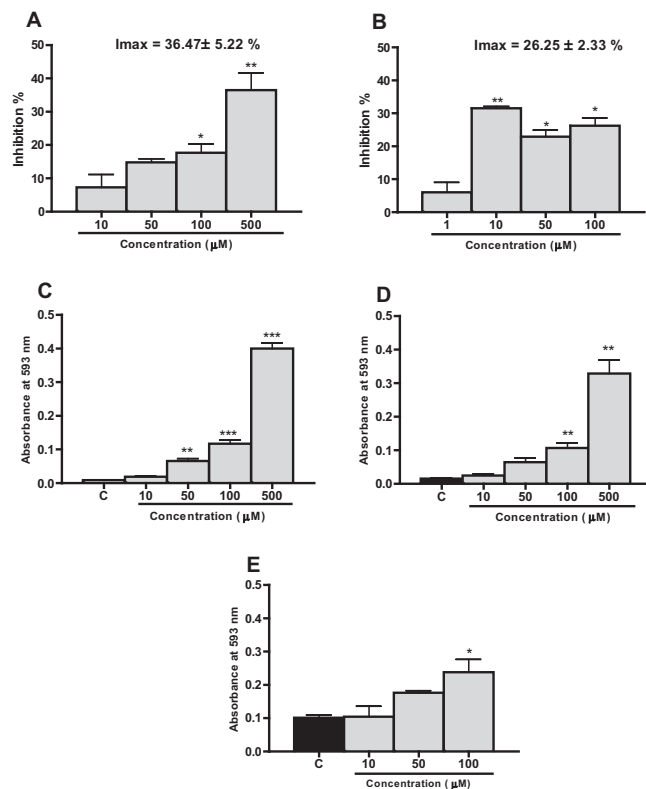 A
Imax = 36.47± 5.22 %
Inhibition %
50
40
30
20
10
0
*
**
10 50 100 500
Concentration (μM)
B
Imax = 26.25 ± 2.33 %
Inhibition %
50
40
30
20
10
0
**
*
*
1 10 50 100
Concentration (μM)
C
Absorbance at 593 nm
0.5
0.4
0.3
0.2
0.1
0.0
**
***
***
C 10 50 100 500
Concentration ( μM)
D
Absorbance at 593 nm
0.5
0.4
0.3
0.2
0.1
0.0
**
**
C 10 50 100 500
Concentration ( μM)
E
Absorbance at 593 nm
0.5
0.4
0.3
0.2
0.1
0.0
*
C 10 50 100
Concentration (μM)